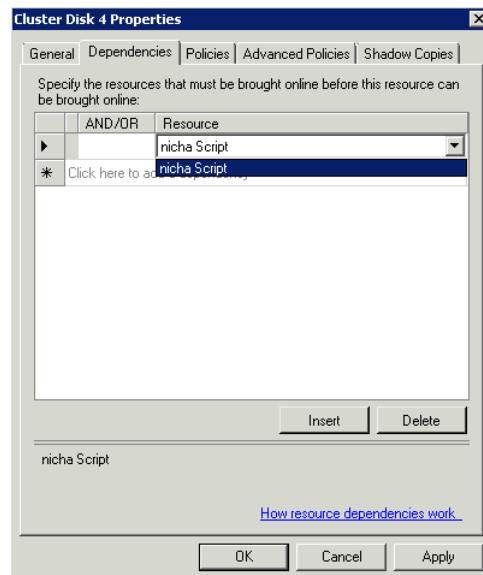 Cluster Disk 4 Properties
General Dependencies Policies Advanced Policies Shadow Copies
Specify the resources that must be brought online before this resource can
be brought online:
AND/OR Resource
nicha Script
nicha Script
Click here to a
Insert Delete
nicha Script
How resource dependencies work
OK Cancel Apply